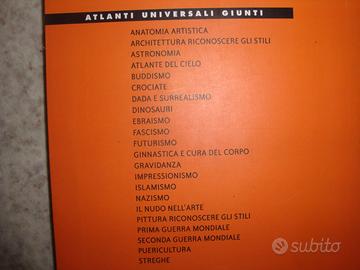 ATLANTI UNIVERSALI GIUNTI
ANATOMIA ARTISTICA
ARCHITETTURA RICONOSCERE GLI STILI
ASTRONOMIA
ATLANTE DEL CIELO
BUDDISMO
CROCIATE
DADA E SURREALISMO
DINOSAURI
EBRAISMO
FASCISMO
FUTURISMO
GINNASTICA E CURA DEL CORPO
GRAVIDANZA
IMPRESSIONISMO
ISLAMISMO
NAZISMO
IL NUDO NELL'ARTE
PITTURA RICONOSCERE GLI STILI
PRIMA GUERRA MONDIALE
SECONDA GUERRA MONDIALE
PUERICULTURA
STREGHE
subito